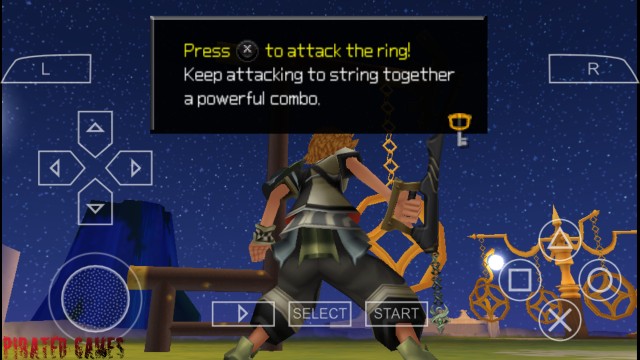 Press ✕ to attack the ring!
Keep attacking to string together
a powerful combo.
L
R
SELECT
START
PIRATED GAMES